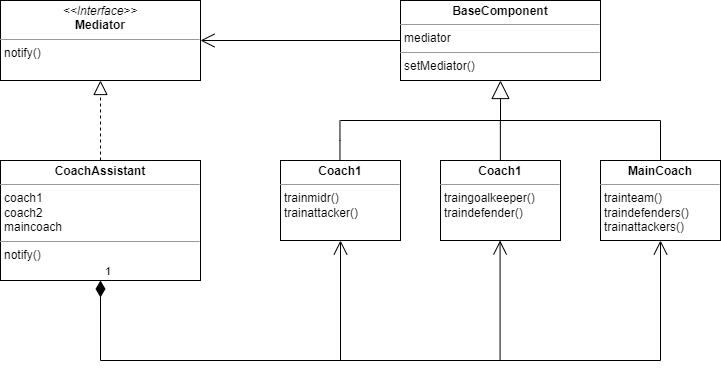 <<Interface>>
Mediator
notify()
BaseComponent
mediator
setMediator()
CoachAssistant
coach1
coach2
maincoach
notify()
1
Coach1
trainmidr()
trainattacker()
Coach1
traingoalkeeper()
traindefender()
MainCoach
trainteam()
traindefenders()
trainattackers()